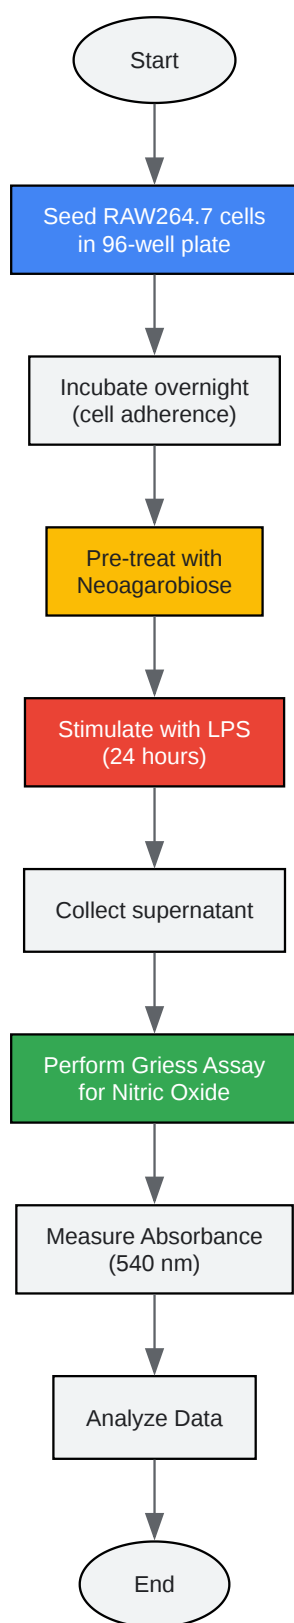 Start
Seed RAW264.7 cells
in 96-well plate
Incubate overnight
(cell adherence)
Pre-treat with
Neoagarobiose
Stimulate with LPS
(24 hours)
Collect supernatant
Perform Griess Assay
for Nitric Oxide
Measure Absorbance
(540 nm)
Analyze Data
End